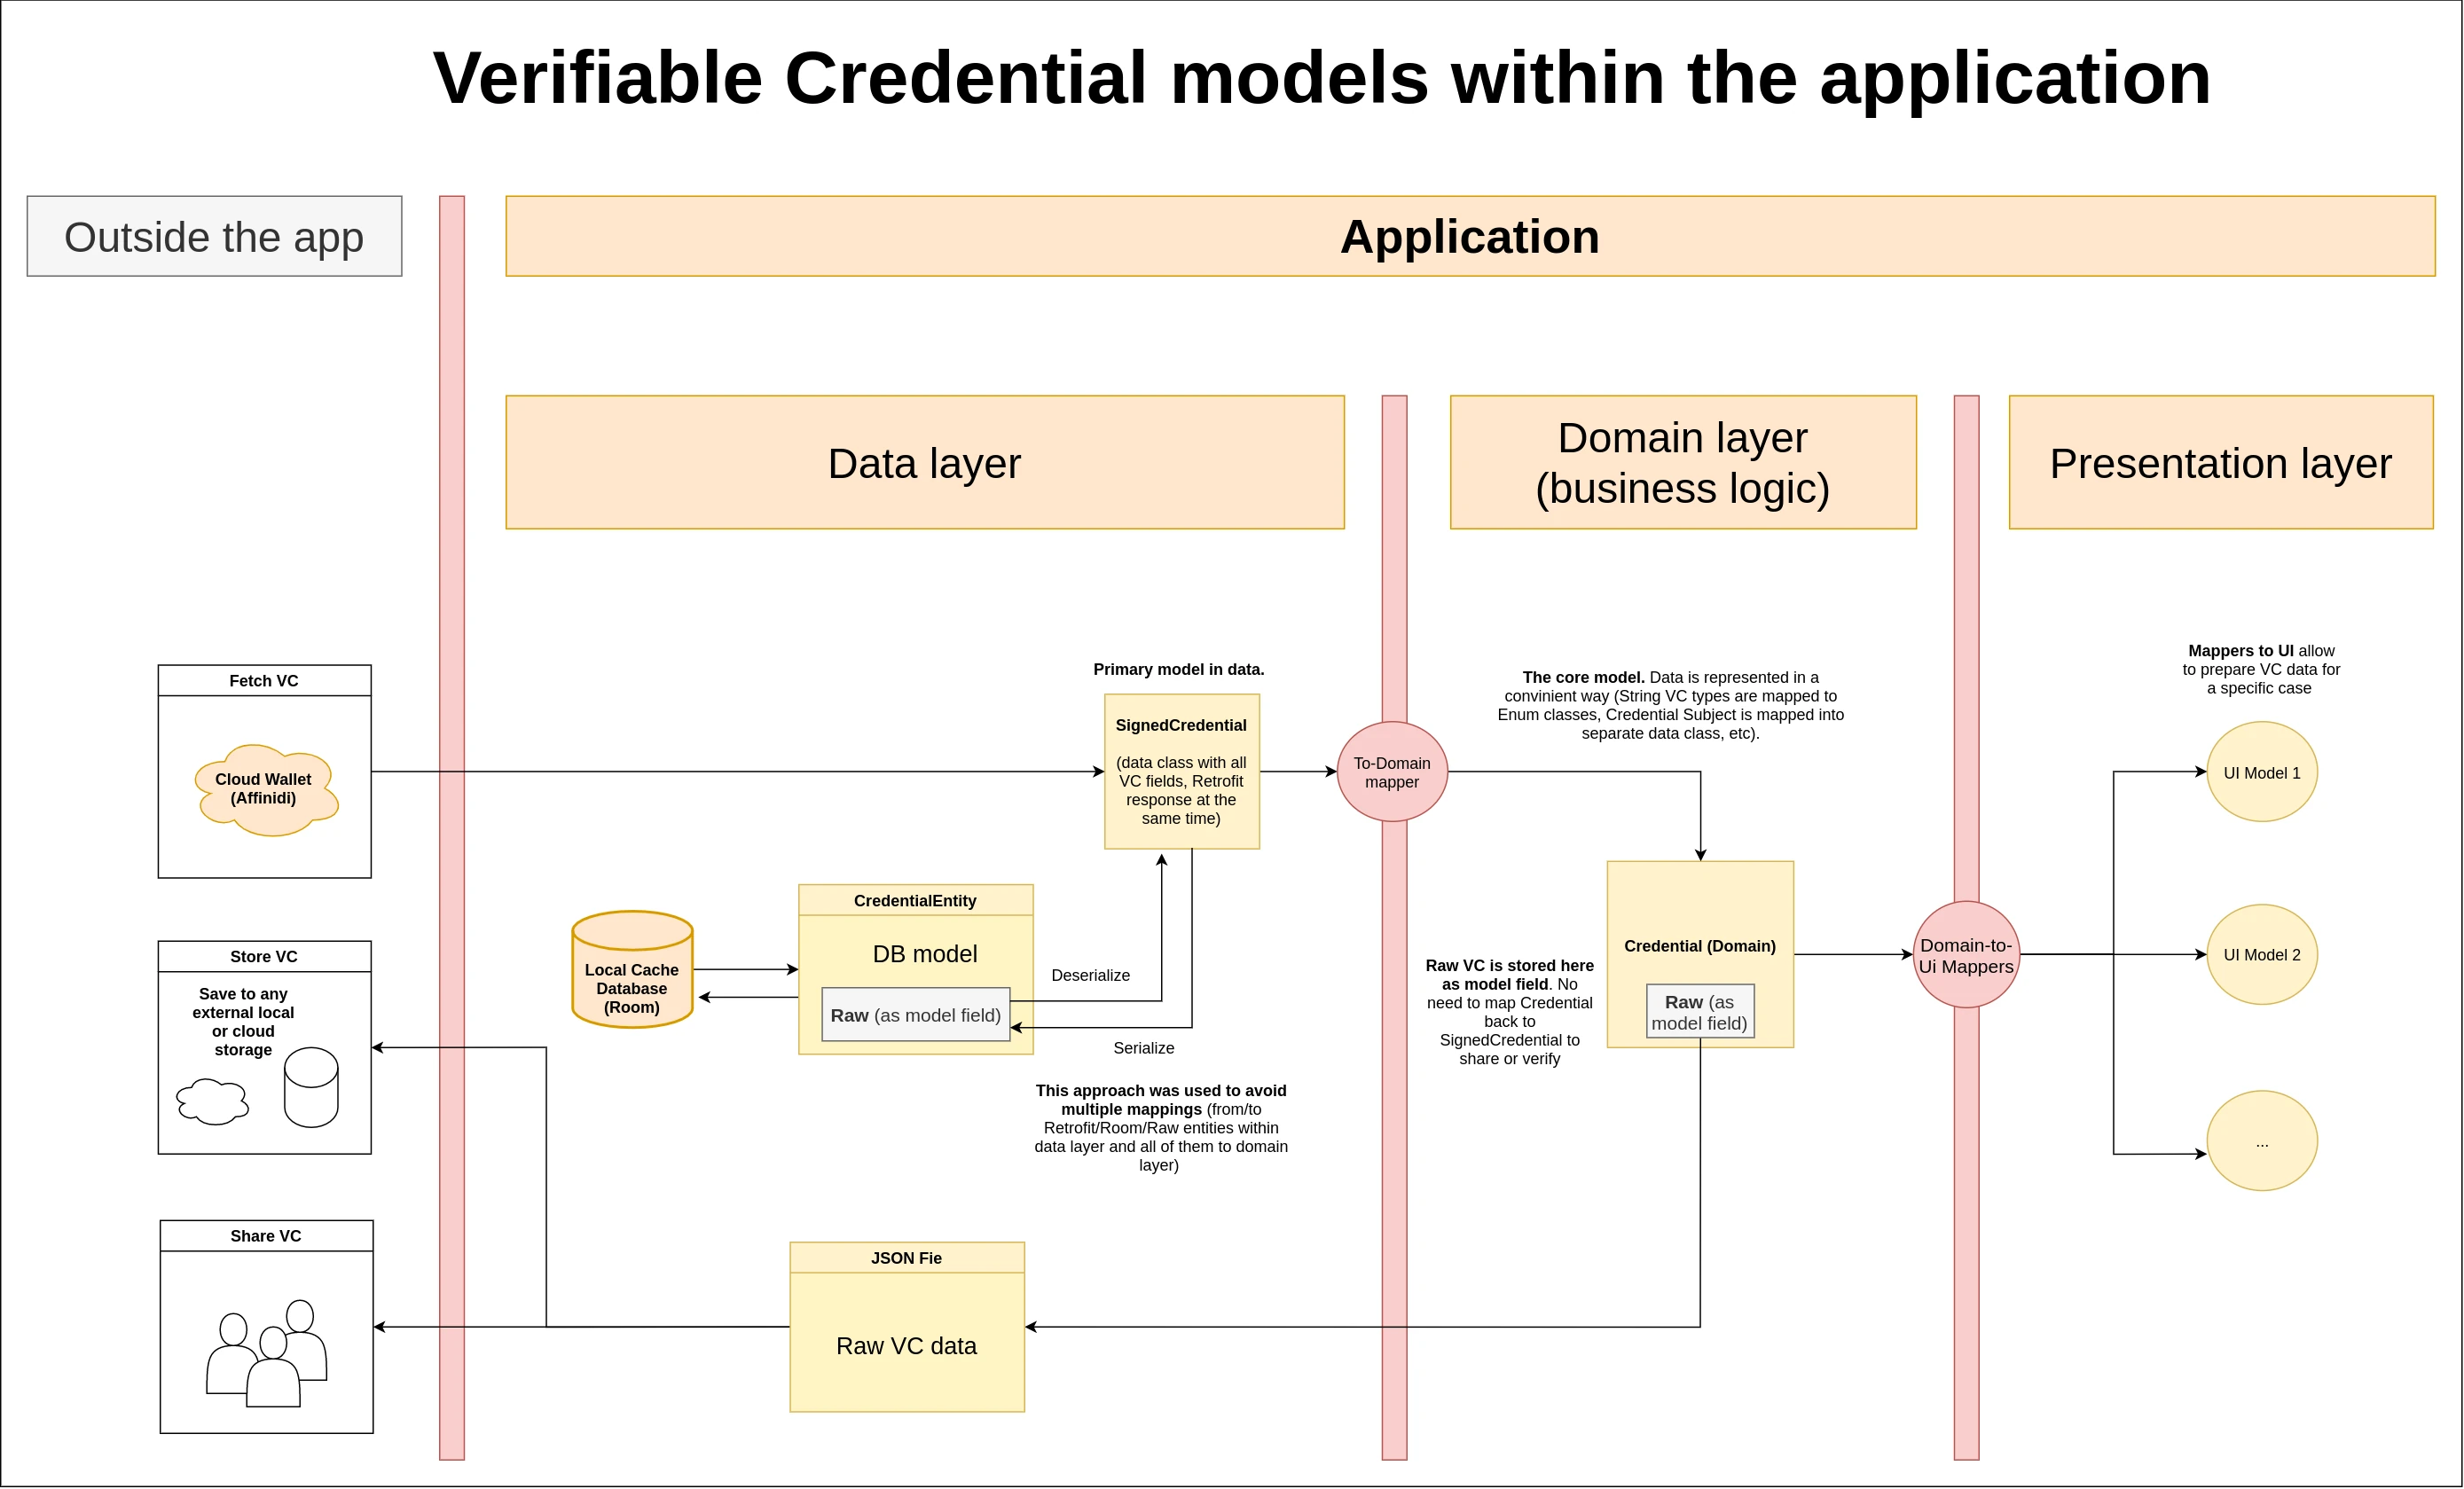 Verifiable Credential models within the application
Outside the app
Application
Data layer
Domain layer
(business logic)
Presentation layer
Fetch VC
Cloud Wallet
(Affinidi)
Store VC
Save to any
external local
or cloud
storage
Share VC
Local Cache
Database
(Room)
CredentialEntity
DB model
Raw (as model field)
Deserialize
Serialize
Primary model in data.
SignedCredential
(data class with all
VC fields, Retrofit
response at the
same time)
This approach was used to avoid
multiple mappings (from/to
Retrofit/Room/Raw entities within
data layer and all of them to domain
layer)
JSON Fie
Raw VC data
To-Domain
mapper
The core model. Data is represented in a
convinient way (String VC types are mapped to
Enum classes, Credential Subject is mapped into
separate data class, etc).
Raw VC is stored here
as model field. No
need to map Credential
back to
SignedCredential to
share or verify
Credential (Domain)
Raw (as
model field)
Domain-to-
Ui Mappers
Mappers to UI allow
to prepare VC data for
a specific case
UI Model 1
UI Model 2
...